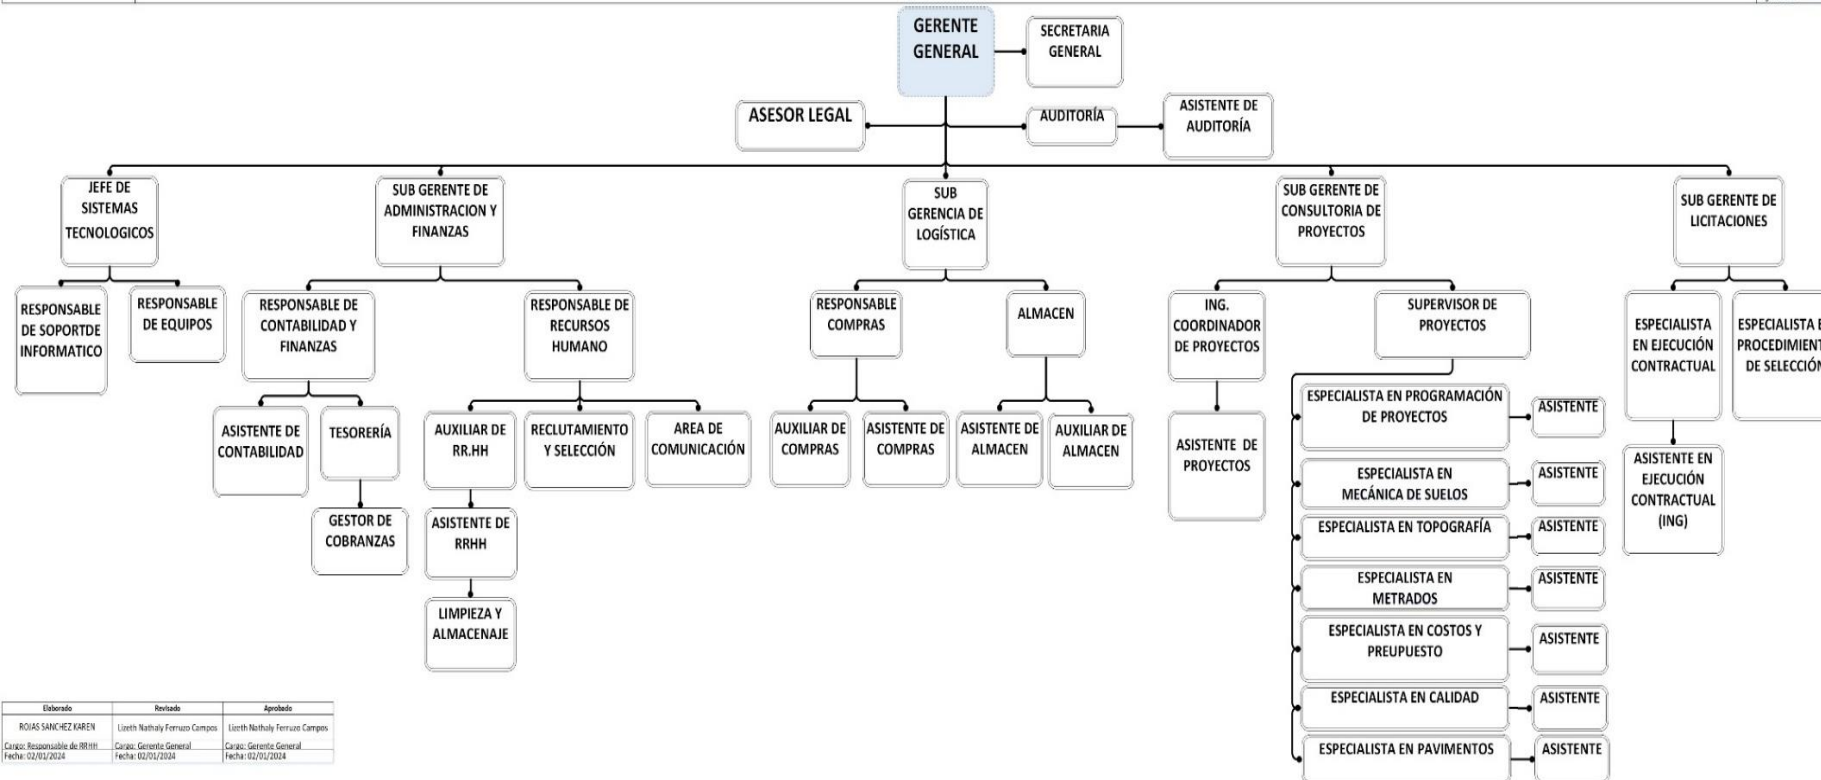 GERENTE
GENERAL
SECRETARIA
GENERAL
ASESOR LEGAL
AUDITORÍA
ASISTENTE DE
AUDITORÍA
JEFE DE
SISTEMAS
TECNOLOGICOS
SUB GERENTE DE
ADMINISTRACION Y
FINANZAS
SUB
GERENCIA DE
LOGÍSTICA
SUB GERENTE DE
CONSULTORIA DE
PROYECTOS
SUB GERENTE DE
LICITACIONES
RESPONSABLE
DE SOPORTDE
INFORMATICO
RESPONSABLE
DE EQUIPOS
RESPONSABLE DE
CONTABILIDAD Y
FINANZAS
RESPONSABLE DE
RECURSOS
HUMANO
RESPONSABLE
COMPRAS
ALMACEN
ING.
COORDINADOR
DE PROYECTOS
SUPERVISOR DE
PROYECTOS
ESPECIALISTA
EN EJECUCIÓN
CONTRACTUAL
ESPECIALISTA E
PROCEDIMIENT
DE SELECCIÓN
ASISTENTE DE
CONTABILIDAD
TESORERÍA
AUXILIAR DE
RR.HH
RECLUTAMIENTO
Y SELECCIÓN
AREA DE
COMUNICACIÓN
AUXILIAR DE
COMPRAS
ASISTENTE DE
COMPRAS
ASISTENTE DE
ALMACEN
AUXILIAR DE
ALMACEN
ASISTENTE DE
PROYECTOS
ESPECIALISTA EN PROGRAMACIÓN
DE PROYECTOS
ASISTENTE
ESPECIALISTA EN
MECÁNICA DE SUELOS
ASISTENTE
ESPECIALISTA EN TOPOGRAFÍA
ASISTENTE
ESPECIALISTA EN
METRADOS
ASISTENTE
ESPECIALISTA EN COSTOS Y
PREUPUESTO
ASISTENTE
ESPECIALISTA EN CALIDAD
ASISTENTE
ESPECIALISTA EN PAVIMENTOS
ASISTENTE
ASISTENTE EN
EJECUCIÓN
CONTRACTUAL
(ING)
GESTOR DE
COBRANZAS
ASISTENTE DE
RRHH
LIMPIEZA Y
ALMACENAJE
Elaborado Revisado Aprobado
ROJAS SANCHEZ KAREN Lizeth Nathaly Ferruzo Campos Lizeth Nathaly Ferruzo Campos
Cargo: Responsable de RRHH Cargo: Gerente General Cargo: Gerente General
Fecha: 02/01/2024 Fecha: 02/01/2024 Fecha: 02/01/2024